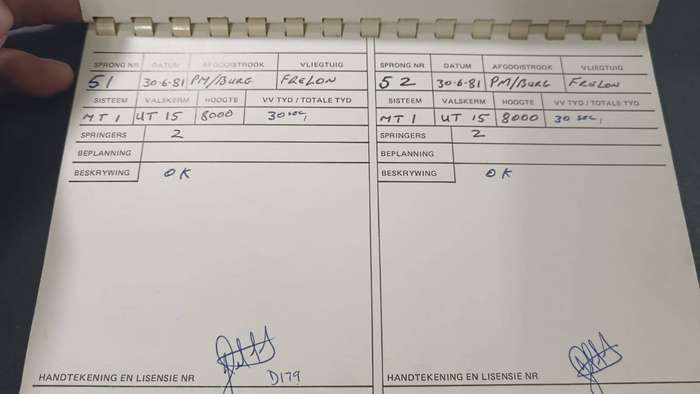 SPRONG NR DATUM AFGOOISTROOK VLIEGTUIG
51 30-6-81 PM/BURG FRELON
SISTEEM VALSKERM HOOGTE VV TYD / TOTALE TYD
MT 1 UT 15 8000 30 sec,
SPRINGERS 2
BEPLANNING
BESKRYWING OK
HANDTEKENING EN LISENSIE NR D179
SPRONG NR DATUM AFGOOISTROOK VLIEGTUIG
52 30-6-81 PM/BURG FRELON
SISTEEM VALSKERM HOOGTE VV TYD / TOTALE TYD
MT 1 UT 15 8000 30 sec,
SPRINGERS 2
BEPLANNING
BESKRYWING OK
HANDTEKENING EN LISENSIE NR